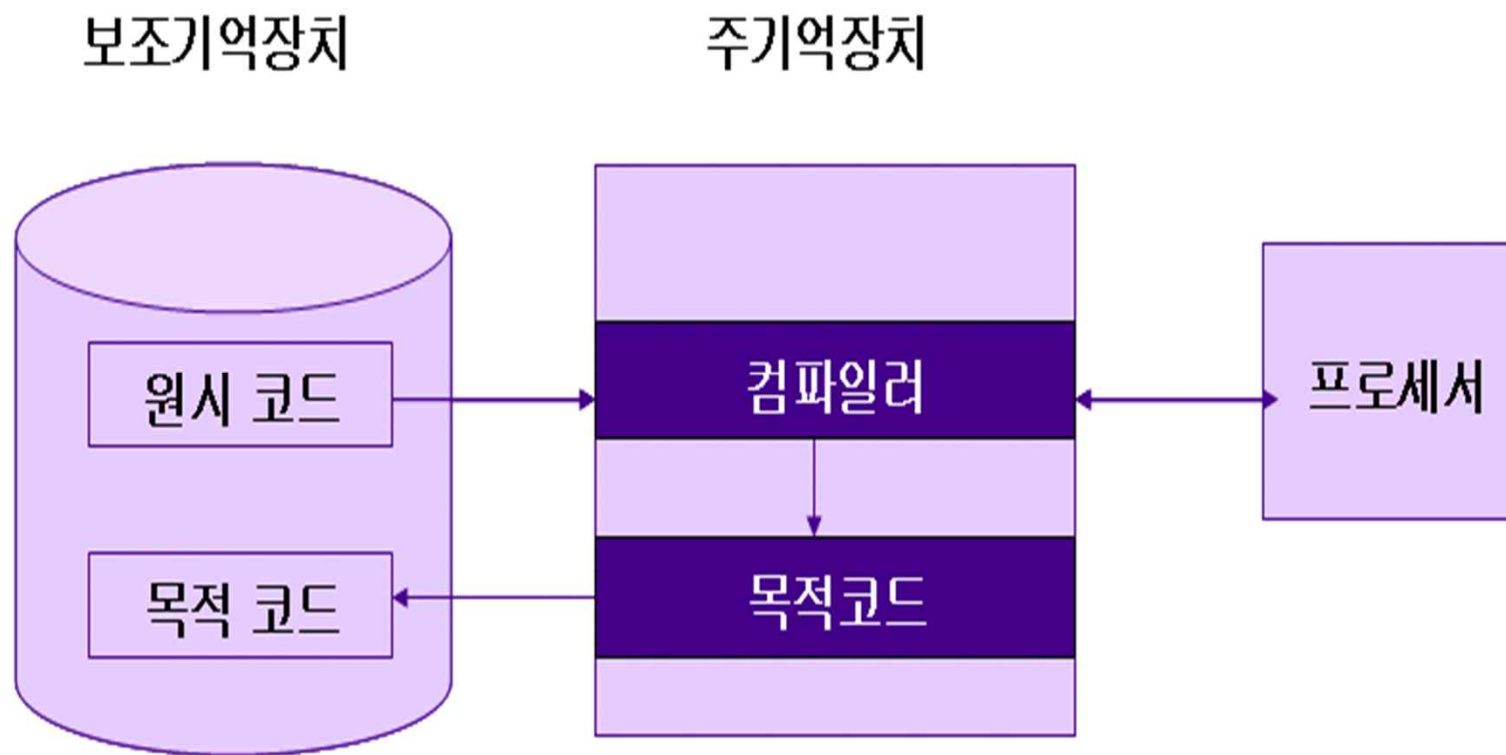 보조기억장치
주기억장치
원시 코드
컴파일러
프로세서
목적 코드
목적코드